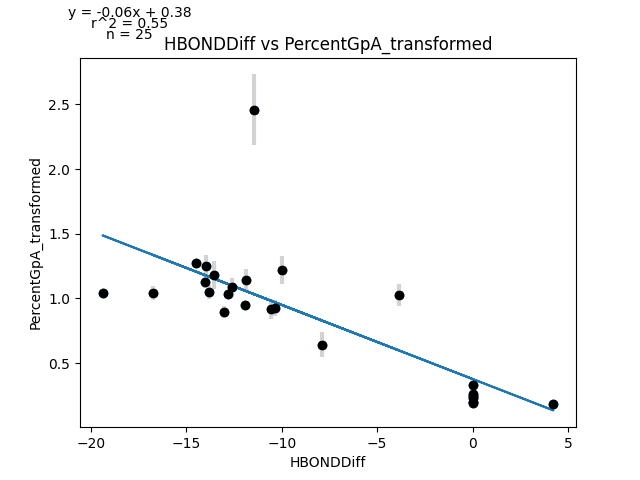 y = -0.06x + 0.38
r^2 = 0.55
n = 25
HBONDDiff vs PercentGpA_transformed
PercentGpA_transformed
2.5
2.0
1.5
1.0
0.5
−20
−15
−10
−5
0
5
HBONDDiff